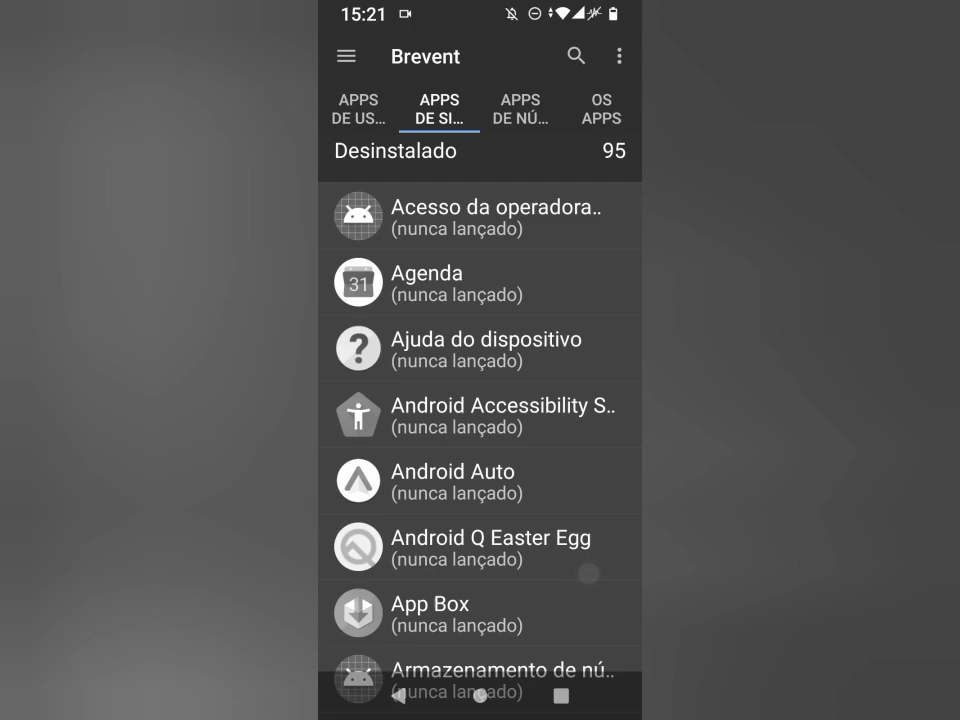 15:21
Brevent
APPS
DE US...
APPS
DE SI...
APPS
DE NÚ...
OS
APPS
Desinstalado 95
Acesso da operadora..
(nunca lançado)
31
Agenda
(nunca lançado)
Ajuda do dispositivo
(nunca lançado)
Android Accessibility S..
(nunca lançado)
Android Auto
(nunca lançado)
Android Q Easter Egg
(nunca lançado)
App Box
(nunca lançado)
Armazenamento de nú..
(nunca lançado)